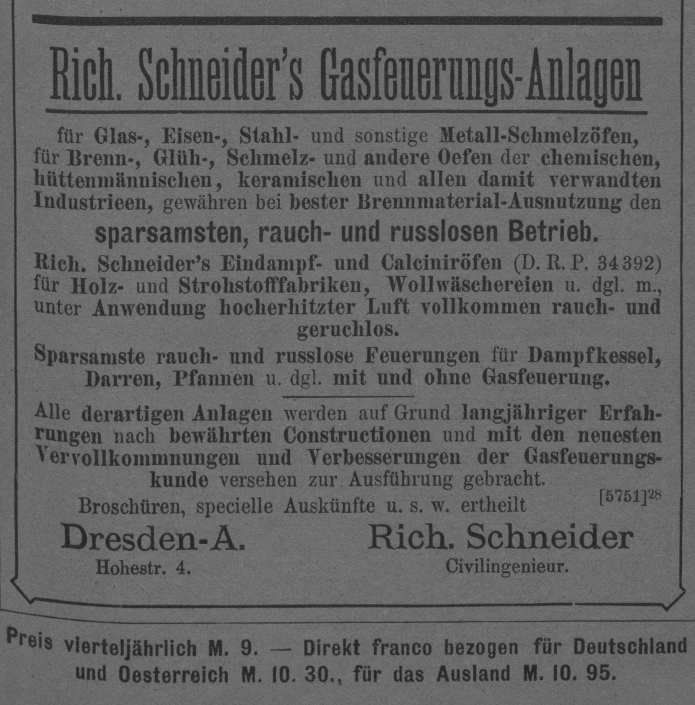 Rich. Schneider's Gasfeuerungs-Anlagen
für Glas-, Eisen-, Stahl- und sonstige Metall-Schmelzöfen,
für Brenn-, Glüh-, Schmelz- und andere Oefen der chemischen,
hüttenmännischen, keramischen und allen damit verwandten
Industrieen, gewähren bei bester Brennmaterial-Ausnutzung den
sparsamsten, rauch- und russlosen Betrieb.
Rich. Schneider's Eindampf- und Calciniröfen (D. R. P. 34 392)
für Holz- und Strohstofffabriken, Wollwäschereien u. dgl. m.,
unter Anwendung hocherhitzter Luft vollkommen rauch- und
geruchlos.
Sparsamste rauch- und russlose Feuerungen für Dampfkessel,
Darren, Pfannen u. dgl. mit und ohne Gasfeuerung.
Alle derartigen Anlagen werden auf Grund langjähriger Erfah-
rungen nach bewährten Constructionen und mit den neuesten
Vervollkommnungen und Verbesserungen der Gasfeuerungs-
kunde versehen zur Ausführung gebracht.
Broschüren, specielle Auskünfte u. s. w. ertheilt [5751]28
Dresden-A. Rich. Schneider
Hohestr. 4. Civilingenieur.
Preis vierteljährlich M. 9. — Direkt franco bezogen für Deutschland
und Oesterreich M. 10. 30., für das Ausland M. 10. 95.